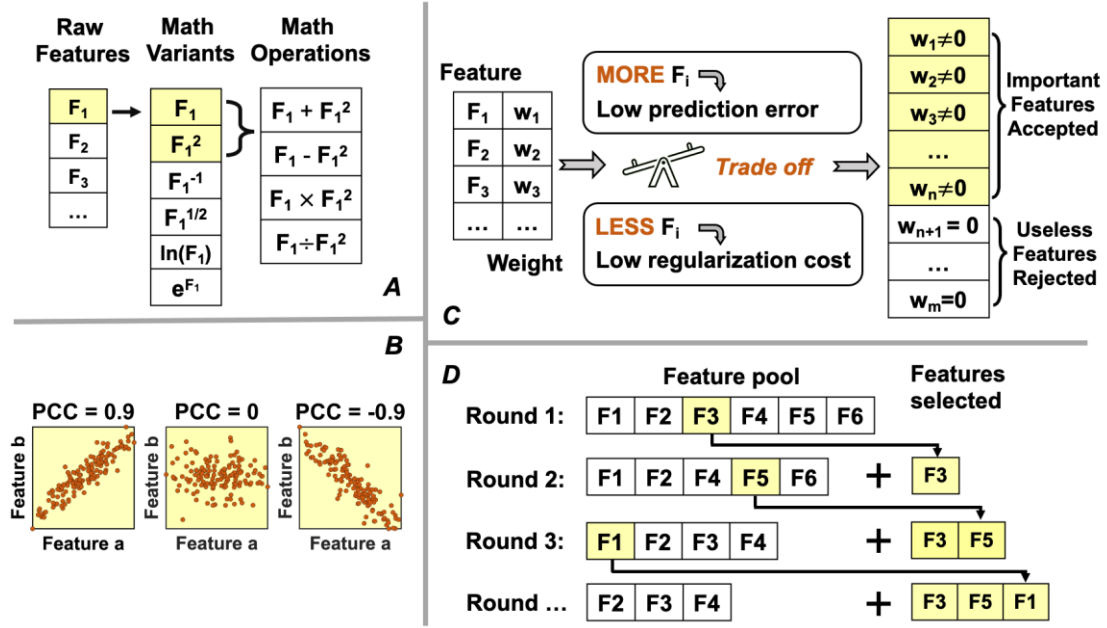 Raw Features
Math Variants
Math Operations
F₁
F₂
F₃
...
F₁
F₁²
F₁⁻¹
F₁¹ᐟ²
ln(F₁)
e^F₁
F₁ + F₁²
F₁ - F₁²
F₁ × F₁²
F₁÷F₁²
A
B
PCC = 0.9
Feature b
Feature a
PCC = 0
Feature b
Feature a
PCC = -0.9
Feature b
Feature a
C
Feature
F₁ w₁
F₂ w₂
F₃ w₃
... ...
Weight
MORE Fᵢ
Low prediction error
Trade off
LESS Fᵢ
Low regularization cost
w₁≠0
w₂≠0
w₃≠0
...
wₙ≠0
wₙ₊₁ = 0
...
wₘ=0
Important
Features
Accepted
Useless
Features
Rejected
D
Feature pool
Features
selected
Round 1: F1 F2 F3 F4 F5 F6
Round 2: F1 F2 F4 F5 F6 + F3
Round 3: F1 F2 F3 F4 + F3 F5
Round ... F2 F3 F4 + F3 F5 F1